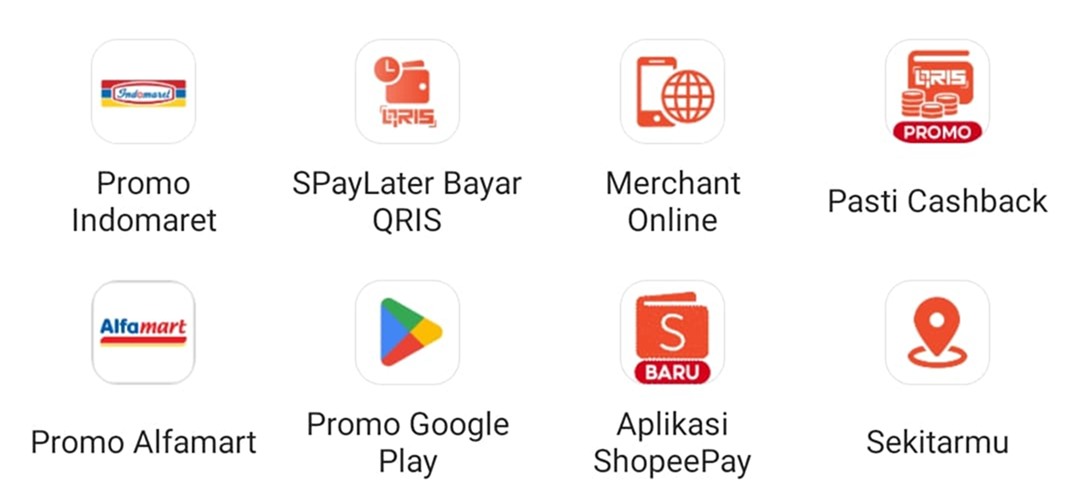 Indomaret
QRIS
QRIS
PROMO
Promo
Indomaret
SPayLater Bayar
QRIS
Merchant
Online
Pasti Cashback
Alfamart
S
BARU
Promo Alfamart
Promo Google
Play
Aplikasi
ShopeePay
Sekitarmu